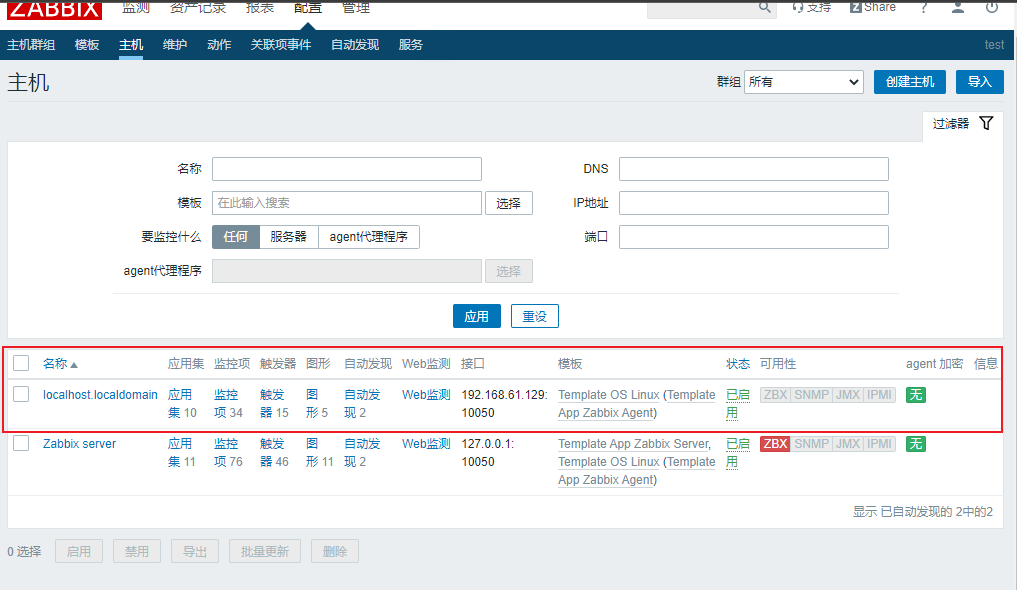 ZABBIX 监测 资产记录 报表 配置 管理 支持 Z Share ?
主机群组 模板 主机 维护 动作 关联项事件 自动发现 服务 test
主机 群组 所有 创建主机 导入
过滤器
名称 DNS
模板 在此输入搜索 选择 IP地址
要监控什么 任何 服务器 agent代理程序 端口
agent代理程序 选择
应用 重设
名称 应用集 监控项 触发器 图形 自动发现 Web监测 接口 模板 状态 可用性 agent 加密 信息
localhost.localdomain 应用 监控 触发 图 自动发 Web监测 192.168.61.129: Template OS Linux (Template 已启 ZBX SNMP JMX IPMI 无
集 10 项 34 器 15 形 5 现 2 10050 App Zabbix Agent) 用
Zabbix server 应用 监控 触发 图 自动发 Web监测 127.0.0.1: Template App Zabbix Server, 已启 ZBX SNMP JMX IPMI 无
集 11 项 76 器 46 形 11 现 2 10050 Template OS Linux (Template 用
App Zabbix Agent)
显示 已自动发现的 2中的2
0 选择 启用 禁用 导出 批量更新 删除